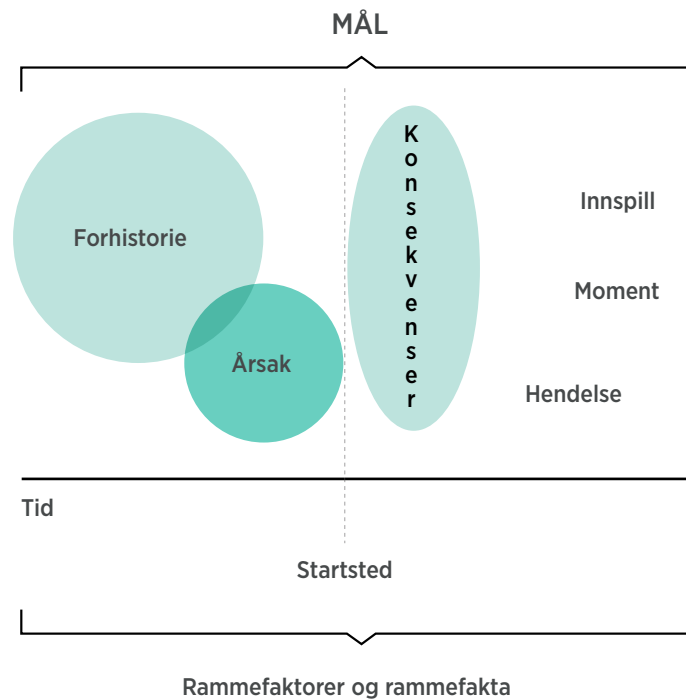 MÅL
Forhistorie
Årsak
Konsekvenser
Innspill
Moment
Hendelse
Tid
Startsted
Rammefaktorer og rammefakta